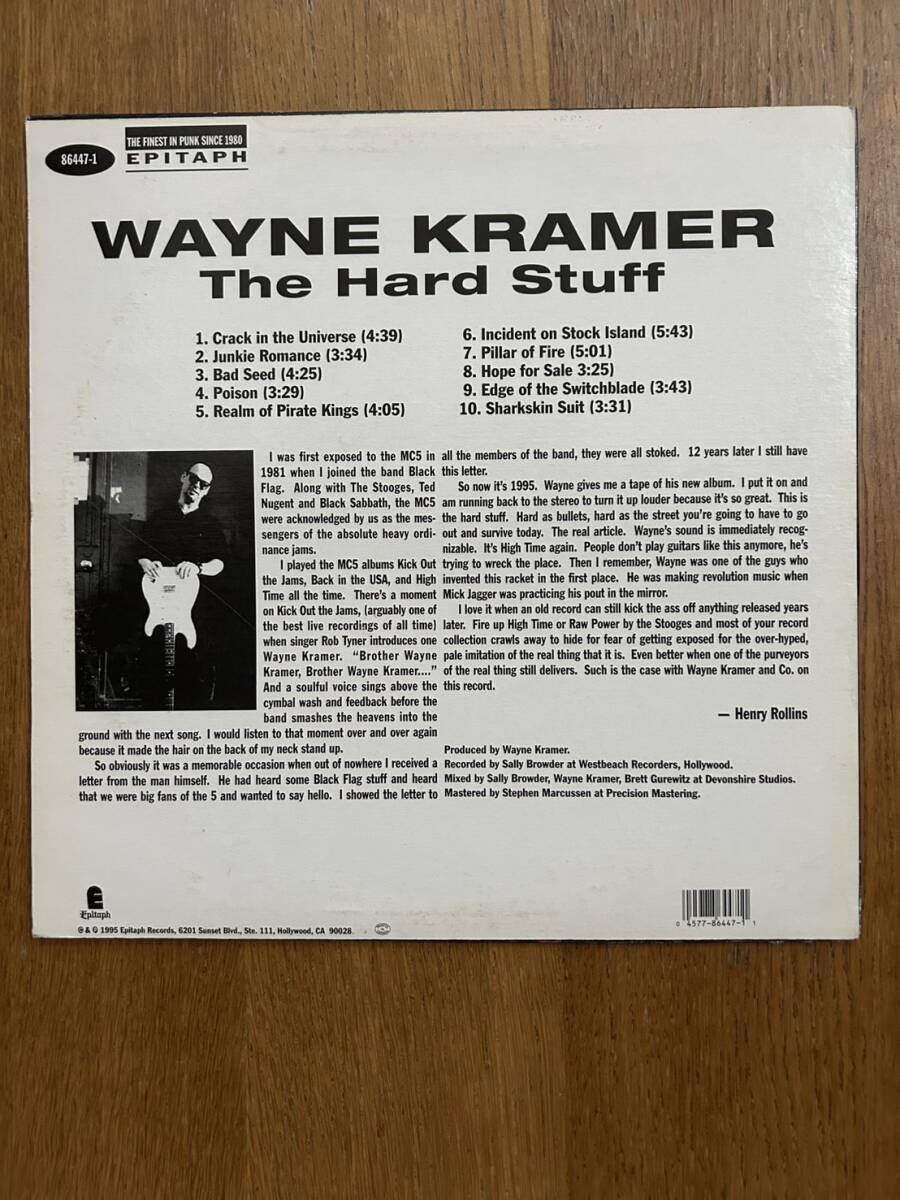 THE FINEST IN PUNK SINCE 1980
86447-1
EPITAPH
WAYNE KRAMER
The Hard Stuff
1. Crack in the Universe (4:39)
2. Junkie Romance (3:34)
3. Bad Seed (4:25)
4. Poison (3:29)
5. Realm of Pirate Kings (4:05)
6. Incident on Stock Island (5:43)
7. Pillar of Fire (5:01)
8. Hope for Sale 3:25)
9. Edge of the Switchblade (3:43)
10. Sharkskin Suit (3:31)
I was first exposed to the MC5 in
1981 when I joined the band Black
Flag. Along with The Stooges, Ted
Nugent and Black Sabbath, the MC5
were acknowledged by us as the mes-
sengers of the absolute heavy ordi-
nance jams.
I played the MC5 albums Kick Out
the Jams, Back in the USA, and High
Time all the time. There's a moment
on Kick Out the Jams, (arguably one of
the best live recordings of all time)
when singer Rob Tyner introduces one
Wayne Kramer. "Brother Wayne
Kramer, Brother Wayne Kramer...."
And a soulful voice sings above the
cymbal wash and feedback before the
band smashes the heavens into the
ground with the next song. I would listen to that moment over and over again
because it made the hair on the back of my neck stand up.
So obviously it was a memorable occasion when out of nowhere I received a
letter from the man himself. He had heard some Black Flag stuff and heard
that we were big fans of the 5 and wanted to say hello. I showed the letter to
all the members of the band, they were all stoked. 12 years later I still have
this letter.
So now it's 1995. Wayne gives me a tape of his new album. I put it on and
am running back to the stereo to turn it up louder because it's so great. This is
the hard stuff. Hard as bullets, hard as the street you're going to have to go
out and survive today. The real article. Wayne's sound is immediately recog-
nizable. It's High Time again. People don't play guitars like this anymore, he's
trying to wreck the place. Then I remember, Wayne was one of the guys who
invented this racket in the first place. He was making revolution music when
Mick Jagger was practicing his pout in the mirror.
I love it when an old record can still kick the ass off anything released years
later. Fire up High Time or Raw Power by the Stooges and most of your record
collection crawls away to hide for fear of getting exposed for the over-hyped,
pale imitation of the real thing that it is. Even better when one of the purveyors
of the real thing still delivers. Such is the case with Wayne Kramer and Co. on
this record.
— Henry Rollins
Produced by Wayne Kramer.
Recorded by Sally Browder at Westbeach Recorders, Hollywood.
Mixed by Sally Browder, Wayne Kramer, Brett Gurewitz at Devonshire Studios.
Mastered by Stephen Marcussen at Precision Mastering.
Epitaph
℗ & © 1995 Epitaph Records, 6201 Sunset Blvd., Ste. 111, Hollywood, CA 90028
0 4577-86447-1 1